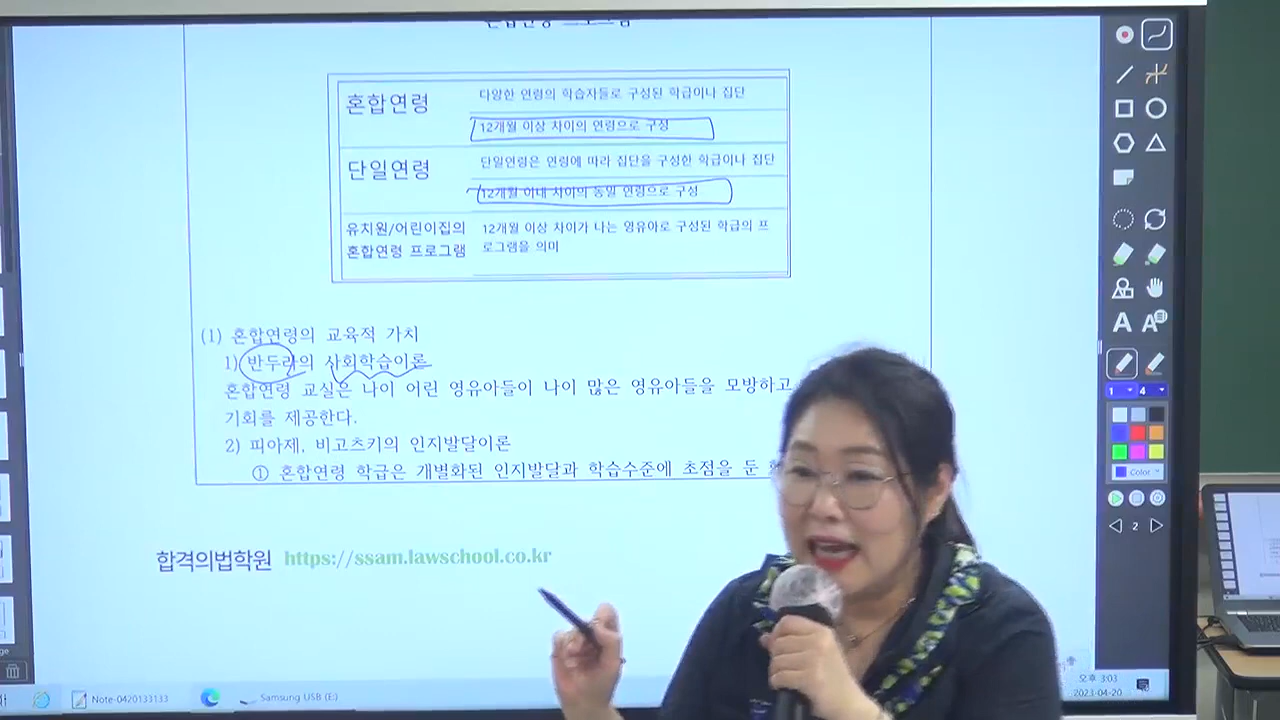 혼합연령 프로그램
혼합연령
다양한 연령의 학습자들로 구성된 학급이나 집단
12개월 이상 차이의 연령으로 구성
단일연령
단일연령은 연령에 따라 집단을 구성한 학급이나 집단
12개월 이내 차이의 동일 연령으로 구성
유치원/어린이집의
혼합연령 프로그램
12개월 이상 차이가 나는 영유아로 구성된 학급의 프
로그램을 의미
(1) 혼합연령의 교육적 가치
1) 반두라의 사회학습이론
혼합연령 교실은 나이 어린 영유아들이 나이 많은 영유아들을 모방하고
기회를 제공한다.
2) 피아제, 비고츠키의 인지발달이론
① 혼합연령 학급은 개별화된 인지발달과 학습수준에 초점을 둔
합격의법학원 https://ssam.lawschool.co.kr
1 4
Color
2
Note-0420133133
Samsung USB (E:)
오후 3:03
2023-04-20